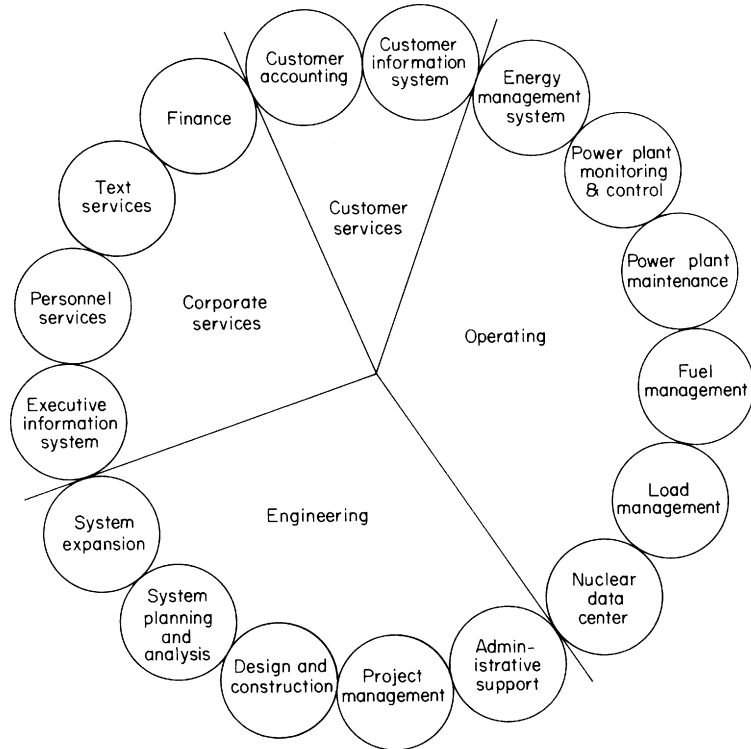 Customer
accounting
Customer
information
system
Energy
management
system
Power plant
monitoring
& control
Power plant
maintenance
Fuel
management
Load
management
Nuclear
data
center
Admin-
istrative
support
Project
management
Design and
construction
System
planning
and
analysis
System
expansion
Executive
information
system
Personnel
services
Text
services
Finance
Customer
services
Corporate
services
Operating
Engineering